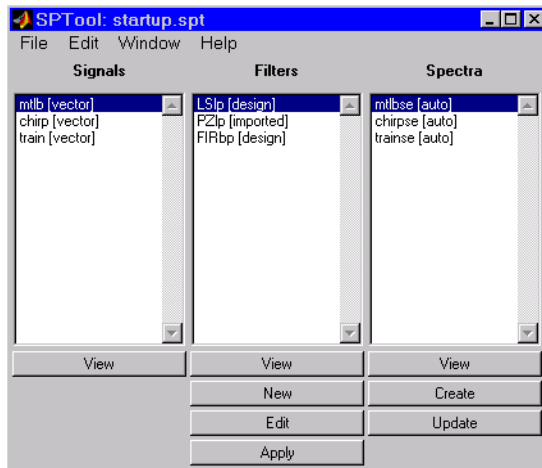 SPTool: startup.spt
File Edit Window Help
Signals Filters Spectra
mtlb [vector]
chirp [vector]
train [vector]
LSlp [design]
PZlp [imported]
FIRbp [design]
mtlbse [auto]
chirpse [auto]
trainse [auto]
View View View
New Create
Edit Update
Apply